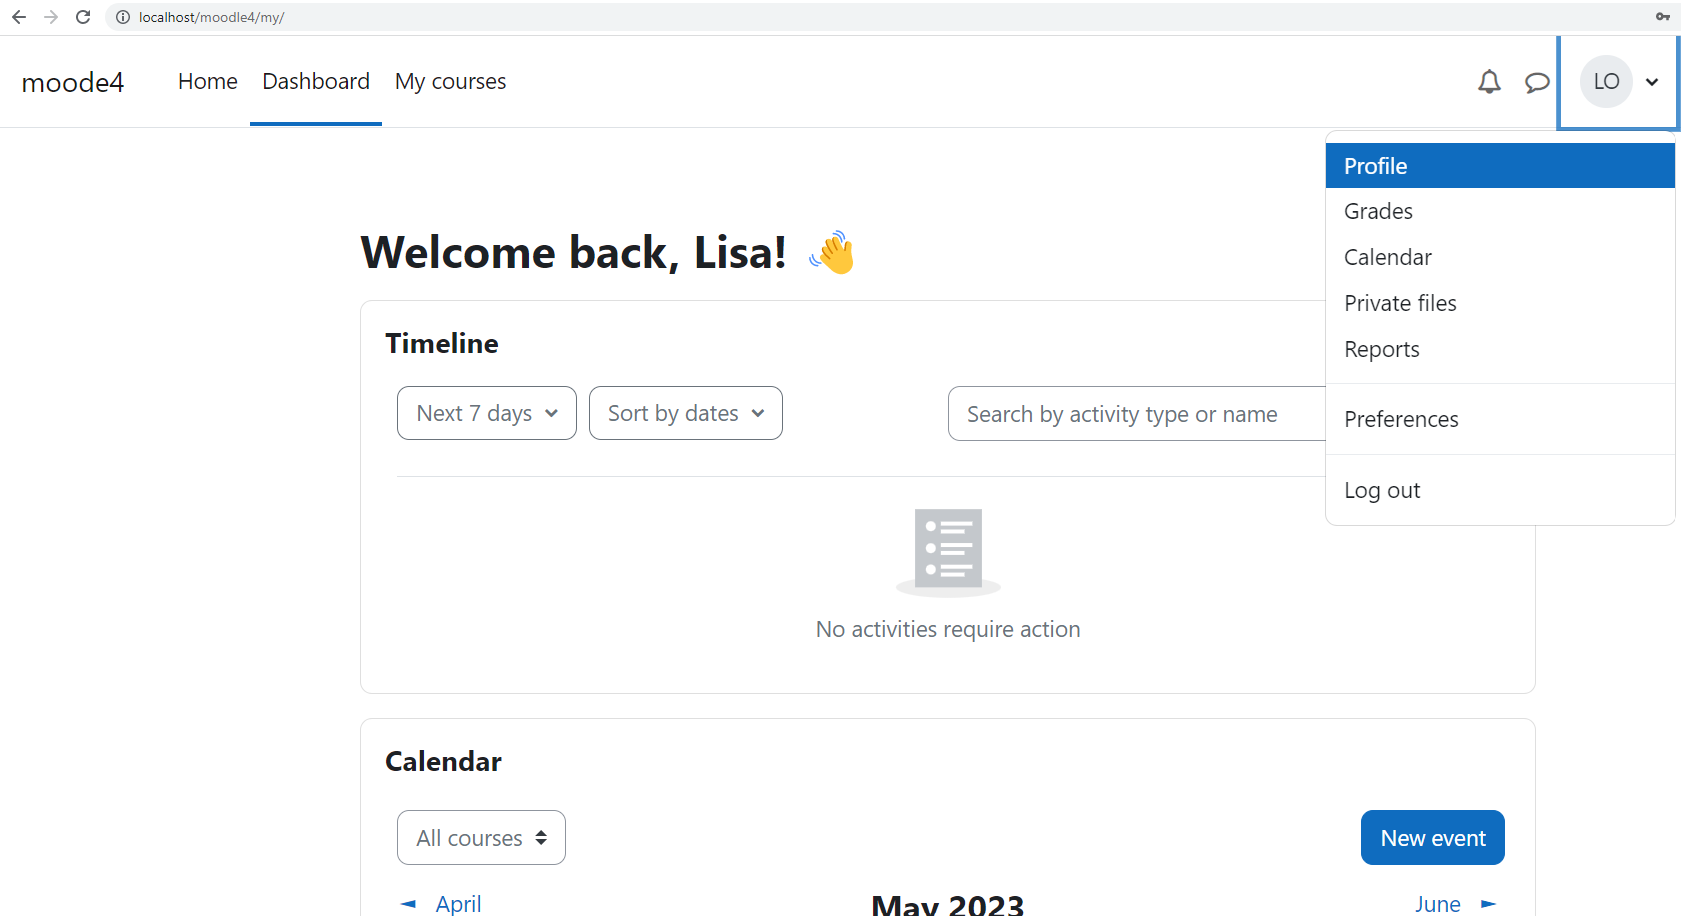 localhost/moodle4/my/
moode4 Home Dashboard My courses LO
Profile
Grades
Calendar
Private files
Reports
Preferences
Log out
Welcome back, Lisa! 👋
Timeline
Next 7 days Sort by dates Search by activity type or name
No activities require action
Calendar
All courses New event
◄ April May 2023 June ►